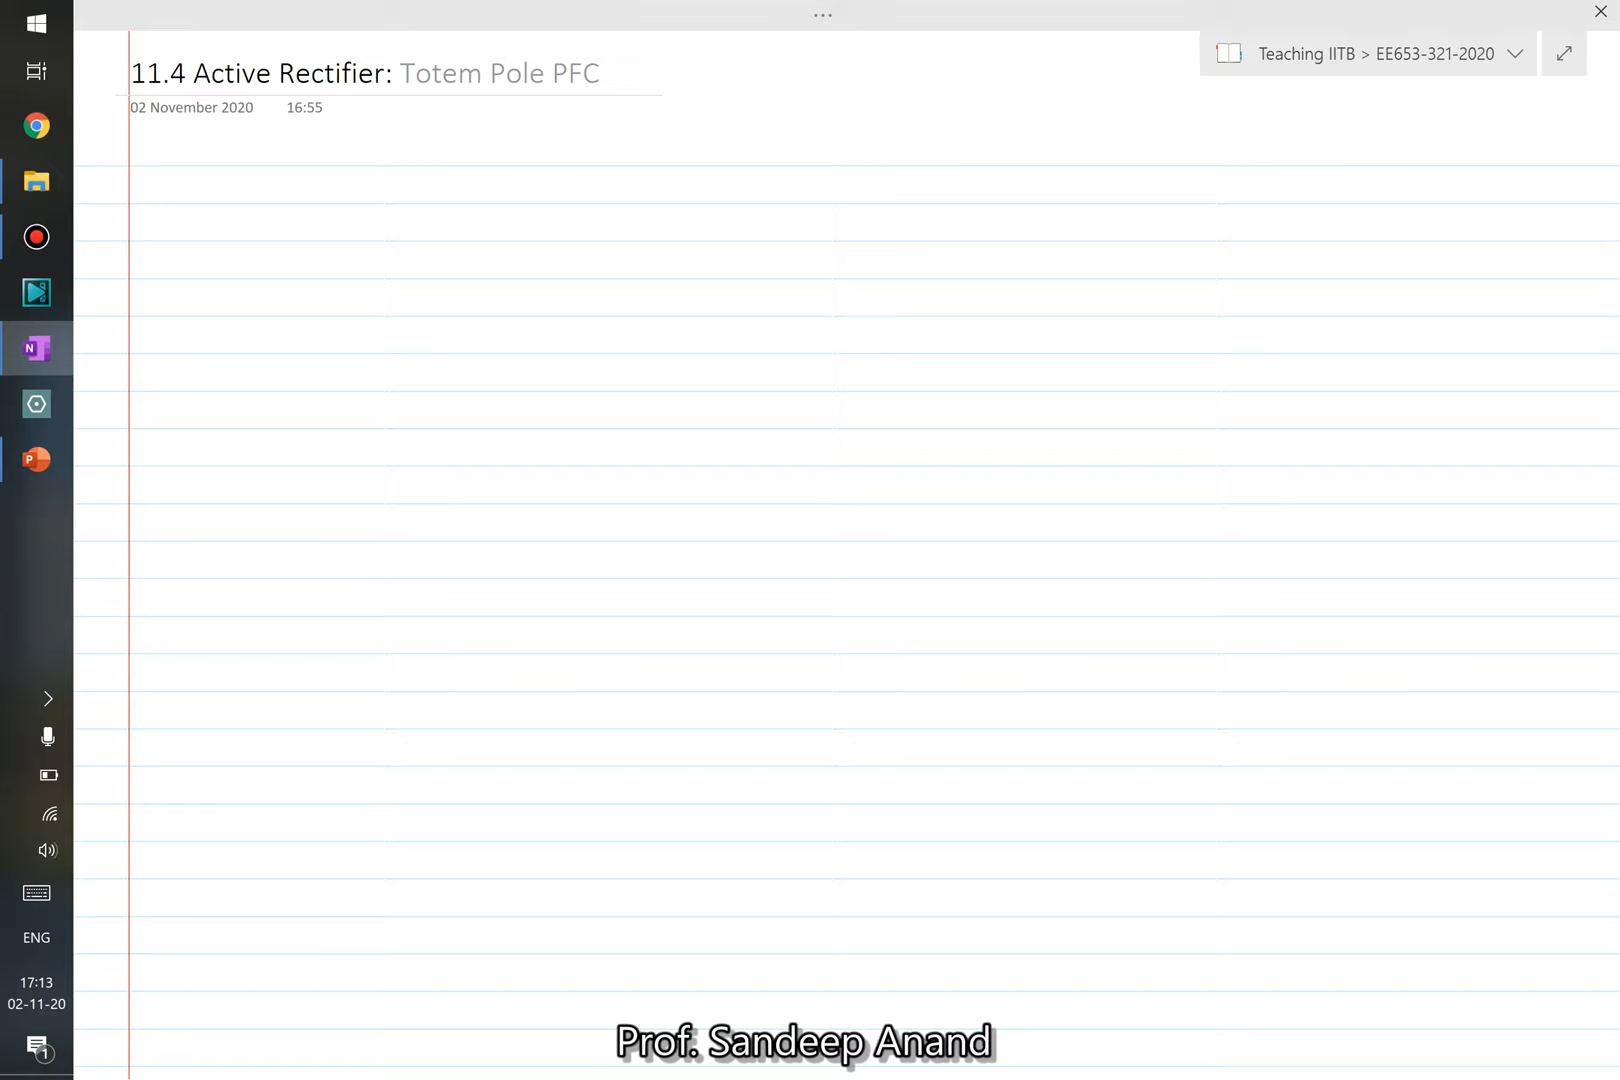 Teaching IITB > EE653-321-2020
11.4 Active Rectifier: Totem Pole PFC
02 November 2020 16:55
N
P
ENG
17:13
02-11-20
1
Prof. Sandeep Anand